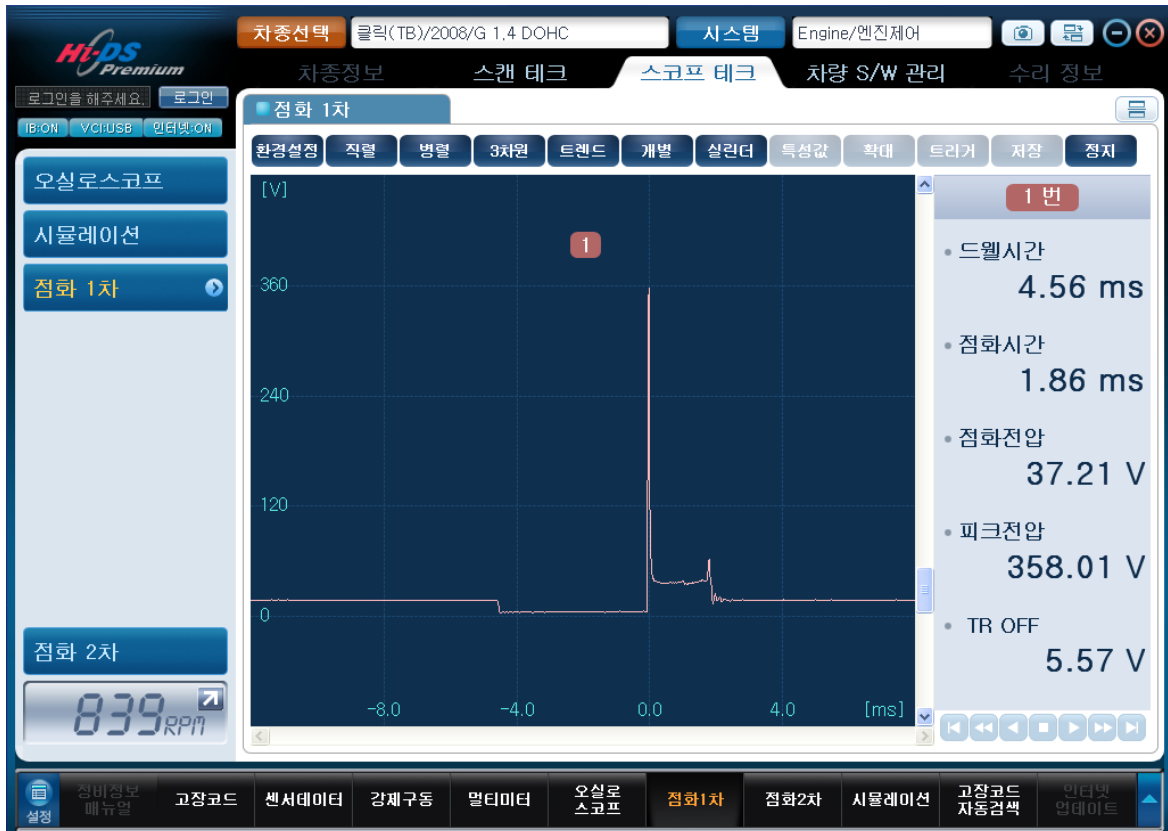 Hi-DS Premium
차종선택 클릭(TB)/2008/G 1.4 DOHC 시스템 Engine/엔진제어
차종정보 스캔 테크 스코프 테크 차량 S/W 관리 수리 정보
로그인을 해주세요. 로그인
IB:ON VCI:USB 인터넷:ON
오실로스코프
시뮬레이션
점화 1차
점화 2차
839 RPM
점화 1차
환경설정 직렬 병렬 3차원 트렌드 개별 실린더 특성값 확대 트리거 저장 정지
[V]
1
360
240
120
0
-8.0 -4.0 0.0 4.0 [ms]
1 번
드웰시간
4.56 ms
점화시간
1.86 ms
점화전압
37.21 V
피크전압
358.01 V
TR OFF
5.57 V
설정
정비정보
매뉴얼
고장코드
센서데이터
강제구동
멀티미터
오실로
스코프
점화1차
점화2차
시뮬레이션
고장코드
자동검색
인터넷
업데이트